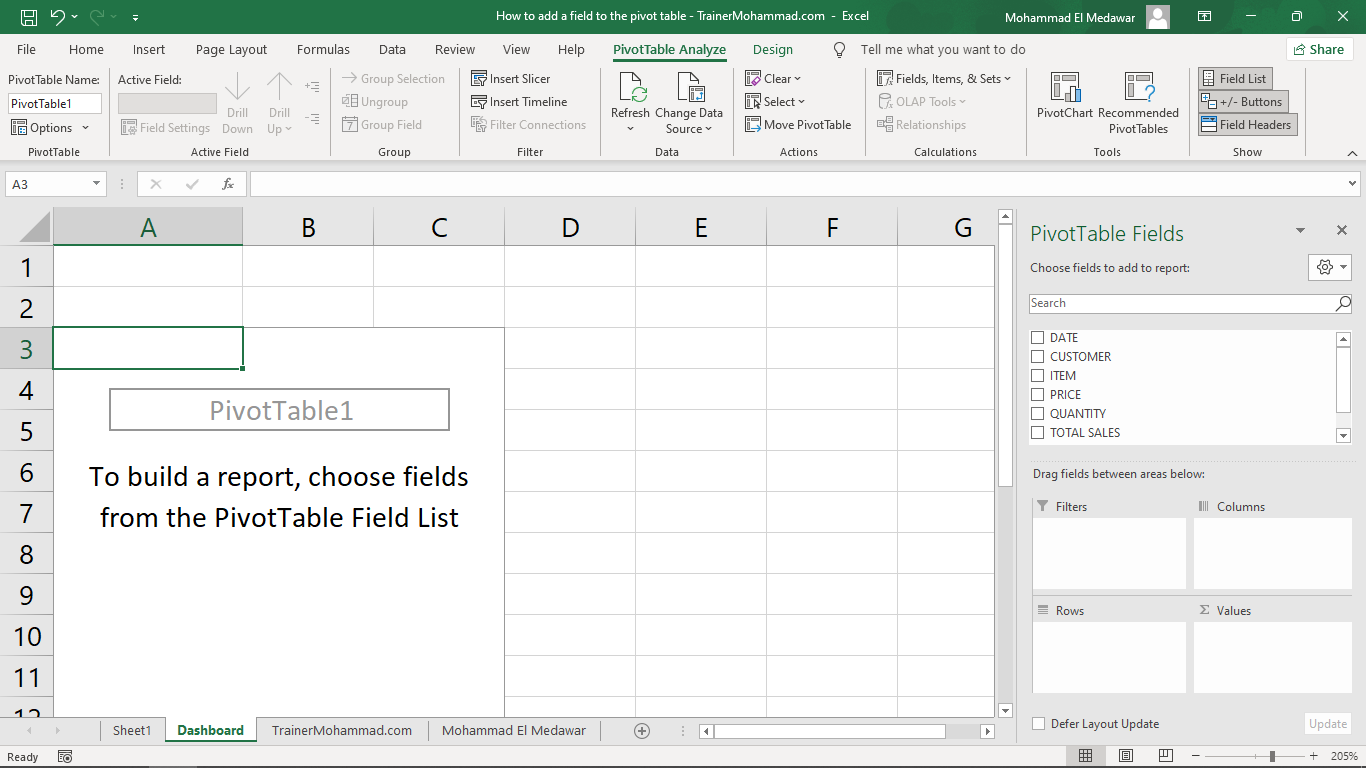 How to add a field to the pivot table - TrainerMohammad.com - Excel
Mohammad El Medawar
File Home Insert Page Layout Formulas Data Review View Help PivotTable Analyze Design Tell me what you want to do Share
PivotTable Name:
PivotTable1
Options
PivotTable
Active Field:
Field Settings
Drill Down
Drill Up
Active Field
Group Selection
Ungroup
Group Field
Group
Insert Slicer
Insert Timeline
Filter Connections
Filter
Refresh
Change Data
Source
Data
Clear
Select
Move PivotTable
Actions
Fields, Items, & Sets
OLAP Tools
Relationships
Calculations
PivotChart
Recommended
PivotTables
Tools
Field List
+/- Buttons
Field Headers
Show
A3
fx
A B C D E F G
1
2
3
4
5
6
7
8
9
10
11
12
PivotTable1
To build a report, choose fields
from the PivotTable Field List
PivotTable Fields
Choose fields to add to report:
Search
DATE
CUSTOMER
ITEM
PRICE
QUANTITY
TOTAL SALES
Drag fields between areas below:
Filters
Columns
Rows
Σ Values
Defer Layout Update
Update
Sheet1 Dashboard TrainerMohammad.com Mohammad El Medawar
Ready
205%